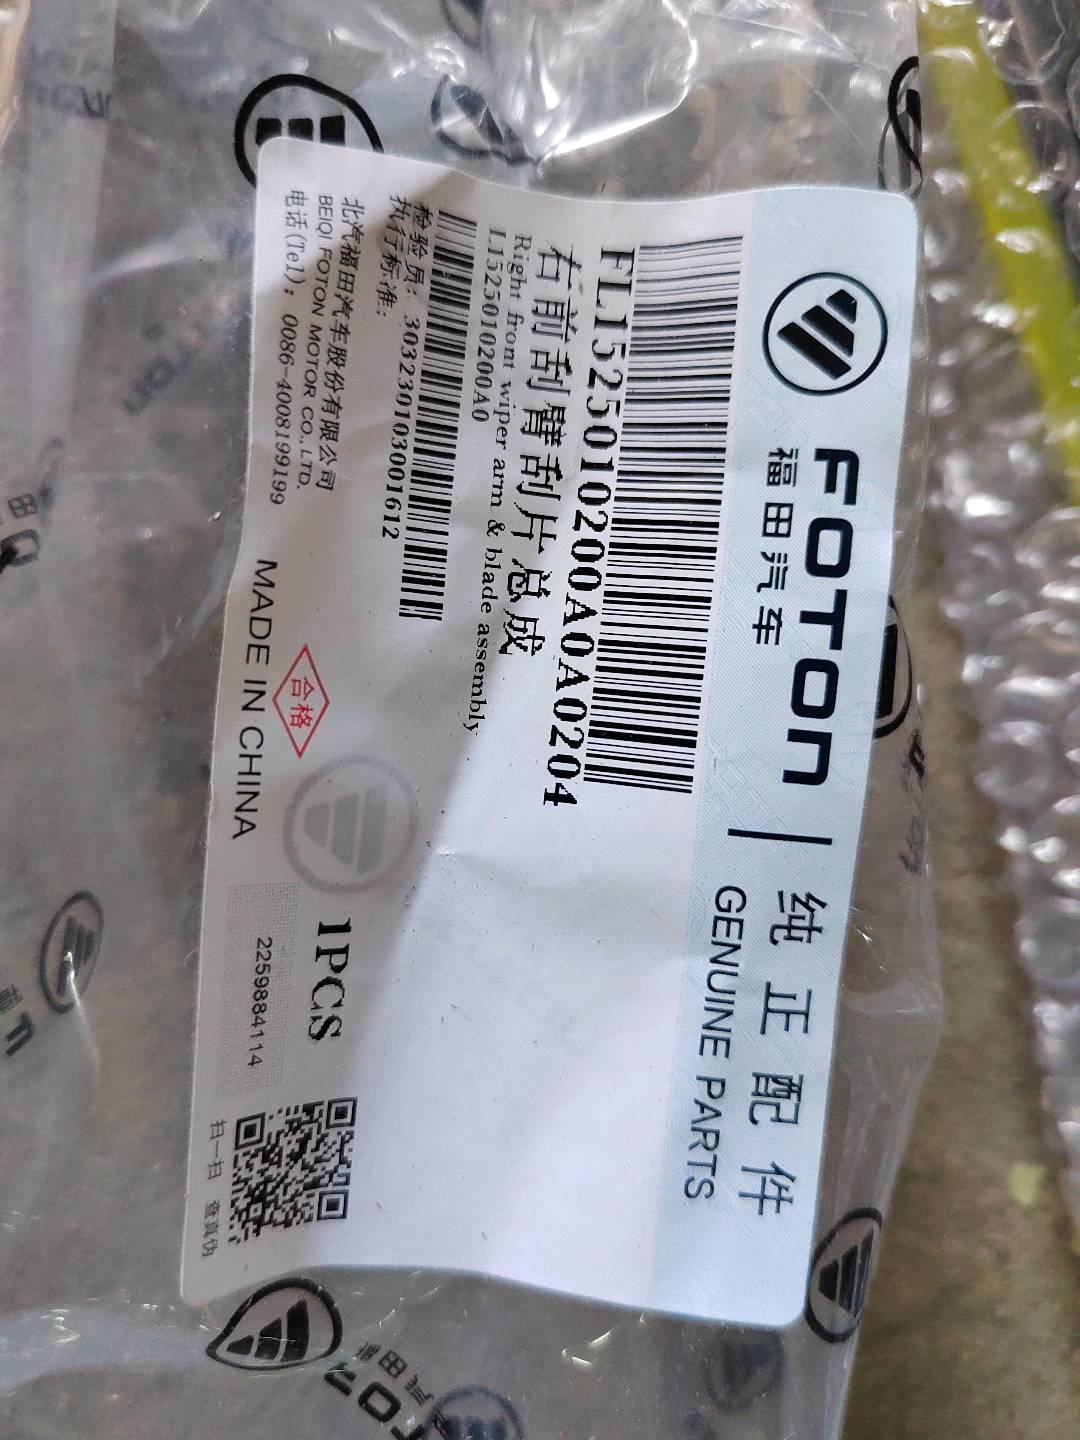 FOTON | 纯正配件
福田汽车 GENUINE PARTS
FL1525010200A0A0204
右前刮臂刮片总成
Right front wiper arm & blade assembly
L1525010200A0
检验员: 3032301030001612
执行标准:
北汽福田汽车股份有限公司
BEIQI FOTON MOTOR CO., LTD.
电话(Tel): 0086-4008199199
合格
MADE IN CHINA
1PCS
2259884114
扫一扫 查真伪